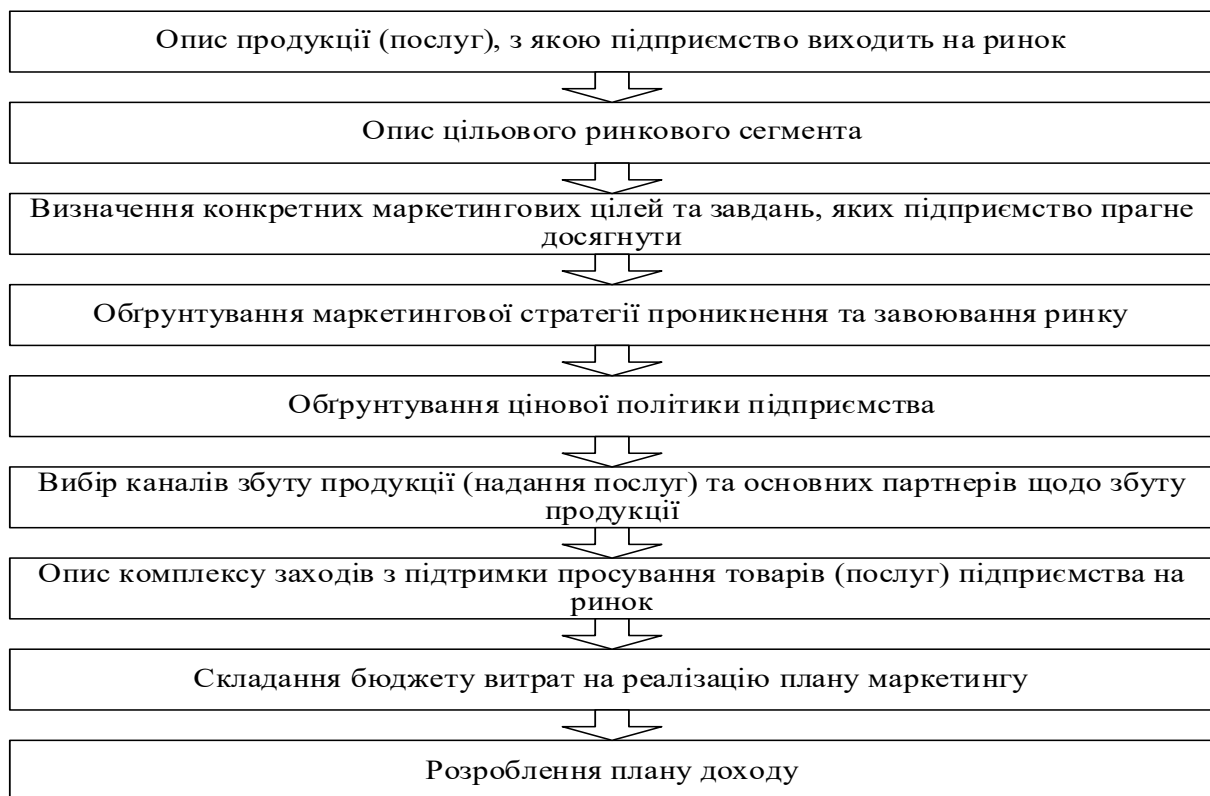 Опис продукції (послуг), з якою підприємство виходить на ринок
Опис цільового ринкового сегмента
Визначення конкретних маркетингових цілей та завдань, яких підприємство прагне
досягнути
Обґрунтування маркетингової стратегії проникнення та завоювання ринку
Обґрунтування цінової політики підприємства
Вибір каналів збуту продукції (надання послуг) та основних партнерів щодо збуту
продукції
Опис комплексу заходів з підтримки просування товарів (послуг) підприємства на
ринок
Складання бюджету витрат на реалізацію плану маркетингу
Розроблення плану доходу